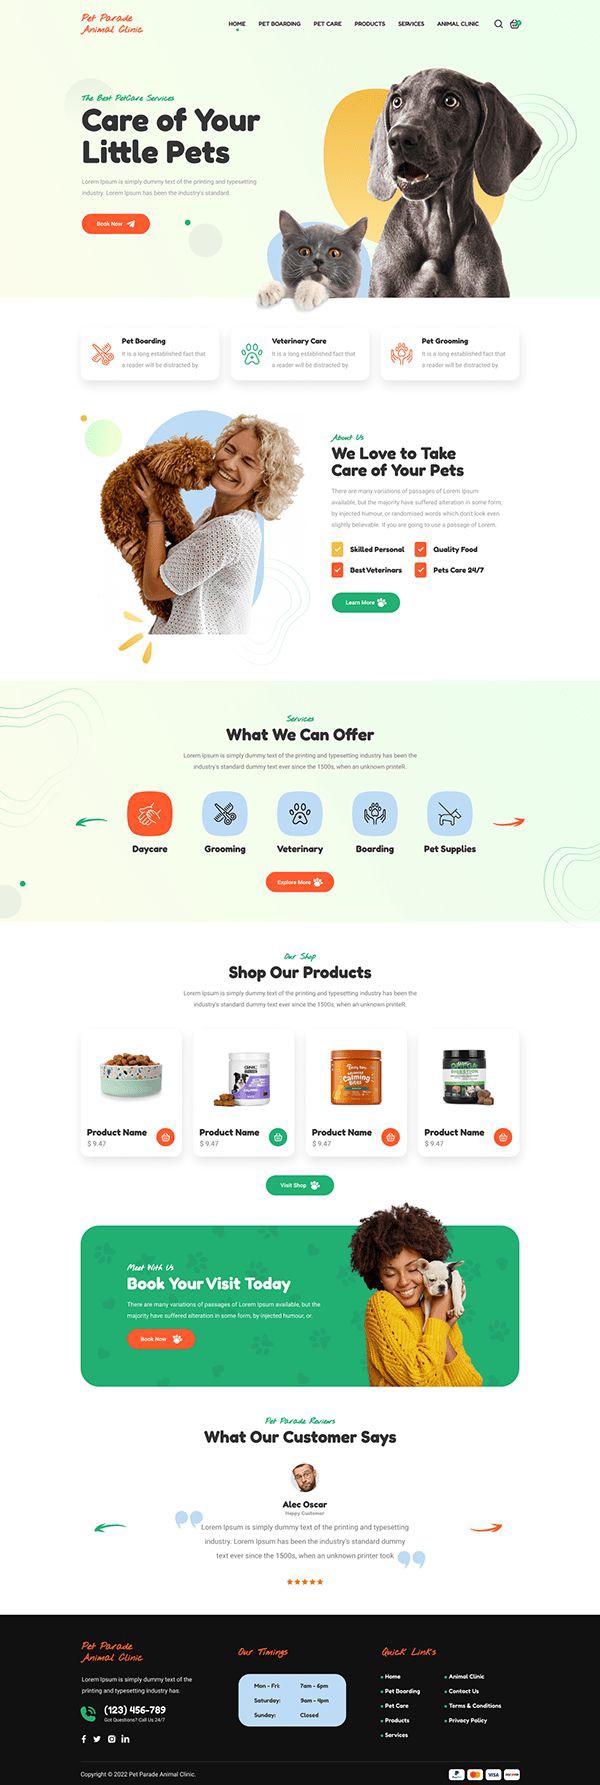 Pet Parade
Animal Clinic
HOME PET BOARDING PET CARE PRODUCTS SERVICES ANIMAL CLINIC
The Best PetCare Services
Care of Your
Little Pets
Lorem Ipsum is simply dummy text of the printing and typesetting
industry. Lorem Ipsum has been the industry's standard.
Book Now
Pet Boarding
It is a long established fact that
a reader will be distracted by.
Veterinary Care
It is a long established fact that
a reader will be distracted by.
Pet Grooming
It is a long established fact that
a reader will be distracted by.
About Us
We Love to Take
Care of Your Pets
There are many variations of passages of Lorem Ipsum
available, but the majority have suffered alteration in some form,
by injected humour, or randomised words which don't look even
slightly believable. If you are going to use a passage of Lorem.
Skilled Personal Quality Food
Best Veterinars Pets Care 24/7
Learn More
Services
What We Can Offer
Lorem Ipsum is simply dummy text of the printing and typesetting industry has been the
industry's standard dummy text ever since the 1500s, when an unknown printeR.
Daycare Grooming Veterinary Boarding Pet Supplies
Explore More
Our Shop
Shop Our Products
Lorem Ipsum is simply dummy text of the printing and typesetting industry has been the
industry's standard dummy text ever since the 1500s, when an unknown printeR.
GNC
Calming
Bites
DIGESTION
Product Name
$ 9.47
Product Name
$ 9.47
Product Name
$ 9.47
Product Name
$ 9.47
Visit Shop
Meet With Us
Book Your Visit Today
There are many variations of passages of Lorem Ipsum available, but the
majority have suffered alteration in some form, by injected humour, or.
Book Now
Pet Parade Reviews
What Our Customer Says
Alec Oscar
Happy Customer
Lorem Ipsum is simply dummy text of the printing and typesetting
industry. Lorem Ipsum has been the industry's standard dummy
text ever since the 1500s, when an unknown printer took
Pet Parade
Animal Clinic
Lorem Ipsum is simply dummy text of the
printing and typesetting industry has.
(123) 456-789
Got Questions? Call Us 24/7
Our Timings
Mon - Fri: 7am - 6pm
Saturday: 9am - 4pm
Sunday: Closed
Quick Links
Home
Pet Boarding
Pet Care
Products
Services
Animal Clinic
Contact Us
Terms & Conditions
Privacy Policy
Copyright © 2022 Pet Parade Animal Clinic.
PayPal
VISA
DISCOVER